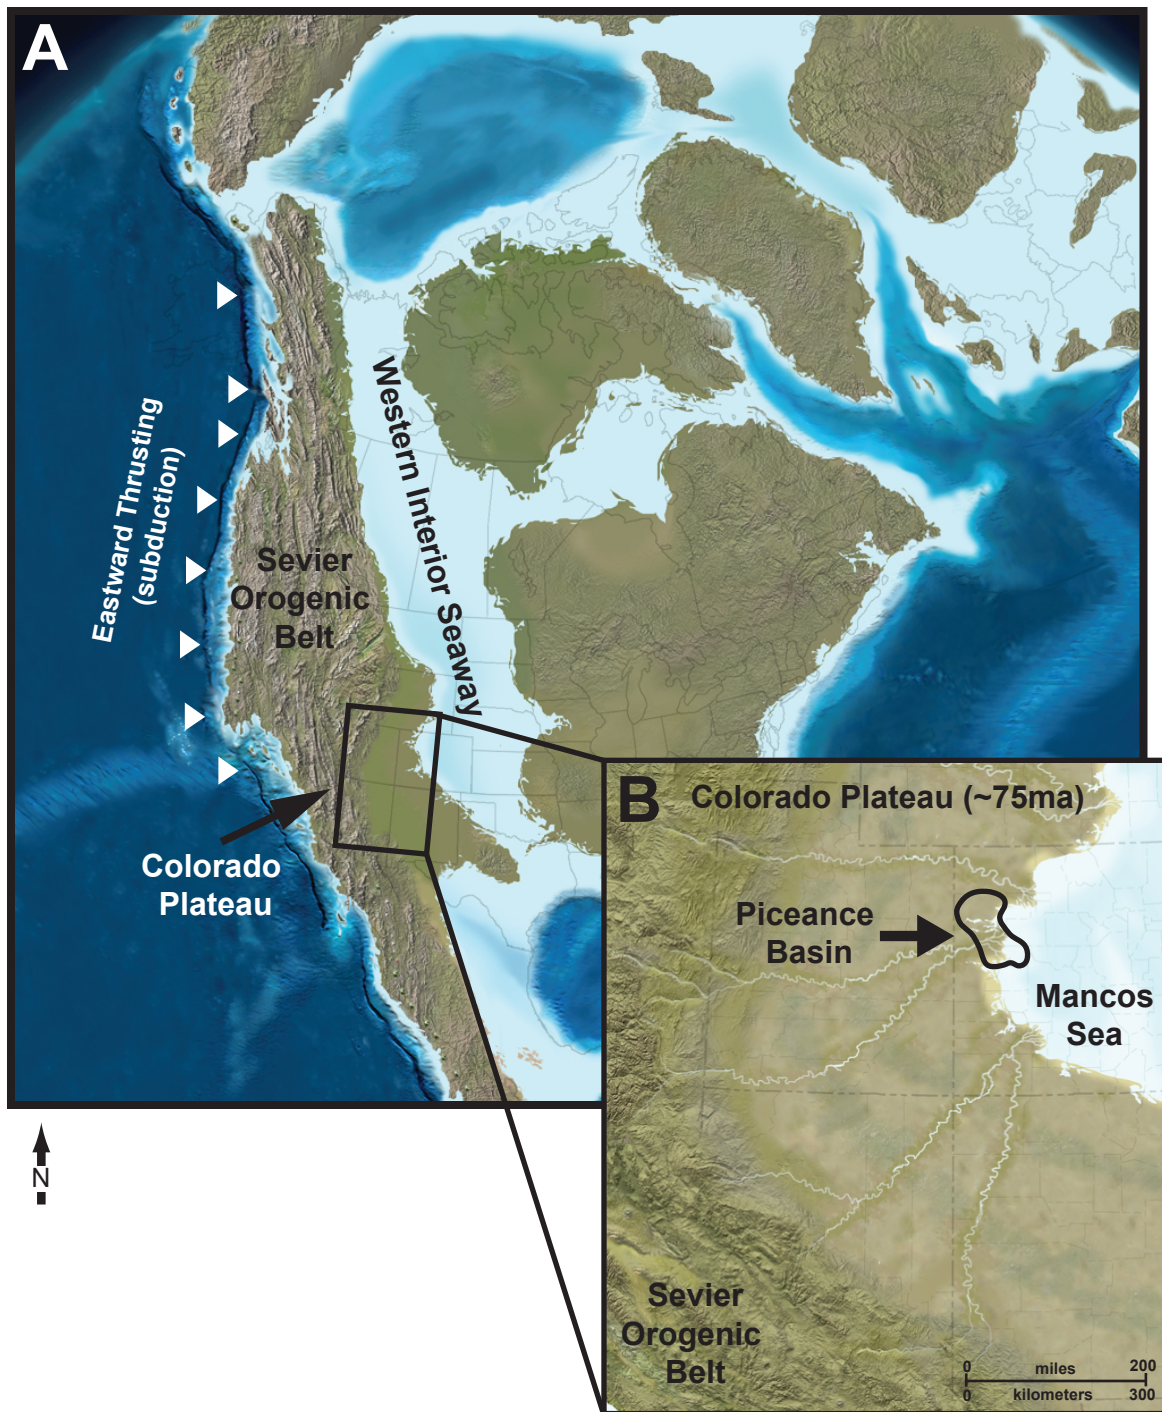 A
Eastward Thrusting
(subduction)
Western Interior Seaway
Sevier
Orogenic
Belt
Colorado
Plateau
N
B
Colorado Plateau (~75ma)
Piceance
Basin
Mancos
Sea
Sevier
Orogenic
Belt
0 miles 200
0 kilometers 300